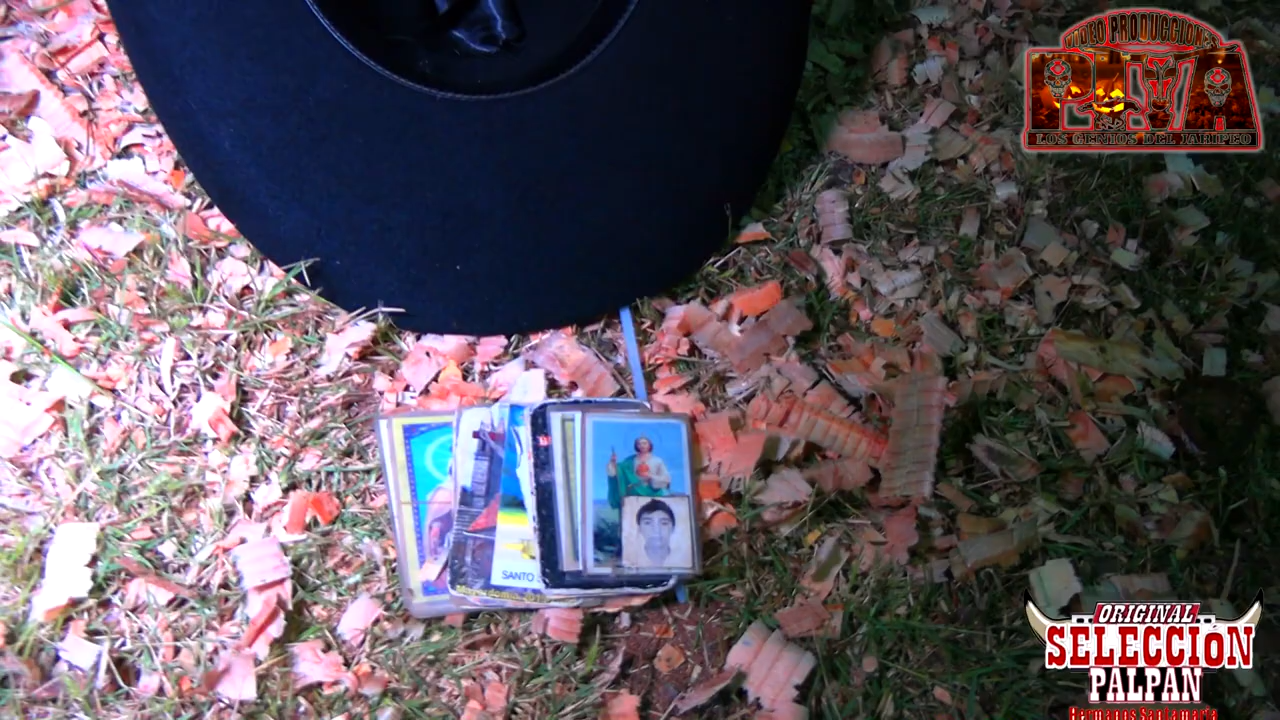 VIDEO PRODUCCIONES
LOS GENIOS DEL JARIPEO
SANTO
ORIGINAL
SELECCIÓN
PALPAN
Hermanos Santamaria